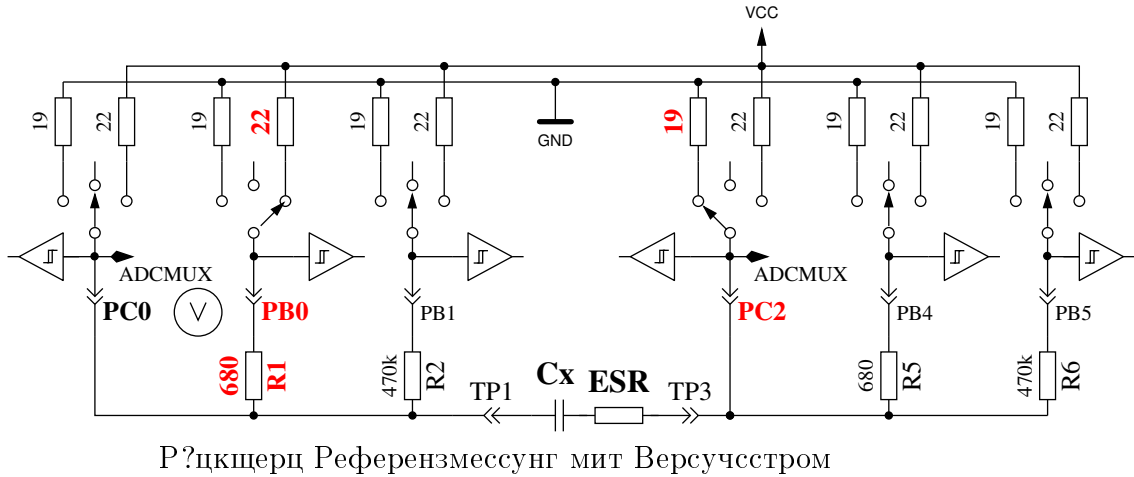 VCC
19
22
19
22
19
22
GND
19
22
19
22
19
22
ADCMUX
ADCMUX
PC0
V
PB0
PB1
PC2
PB4
PB5
680
R1
470k
R2
TP1
Cx
ESR
TP3
680
R5
470k
R6
Р?цкщерц Референзмессунг мит Версучсстром